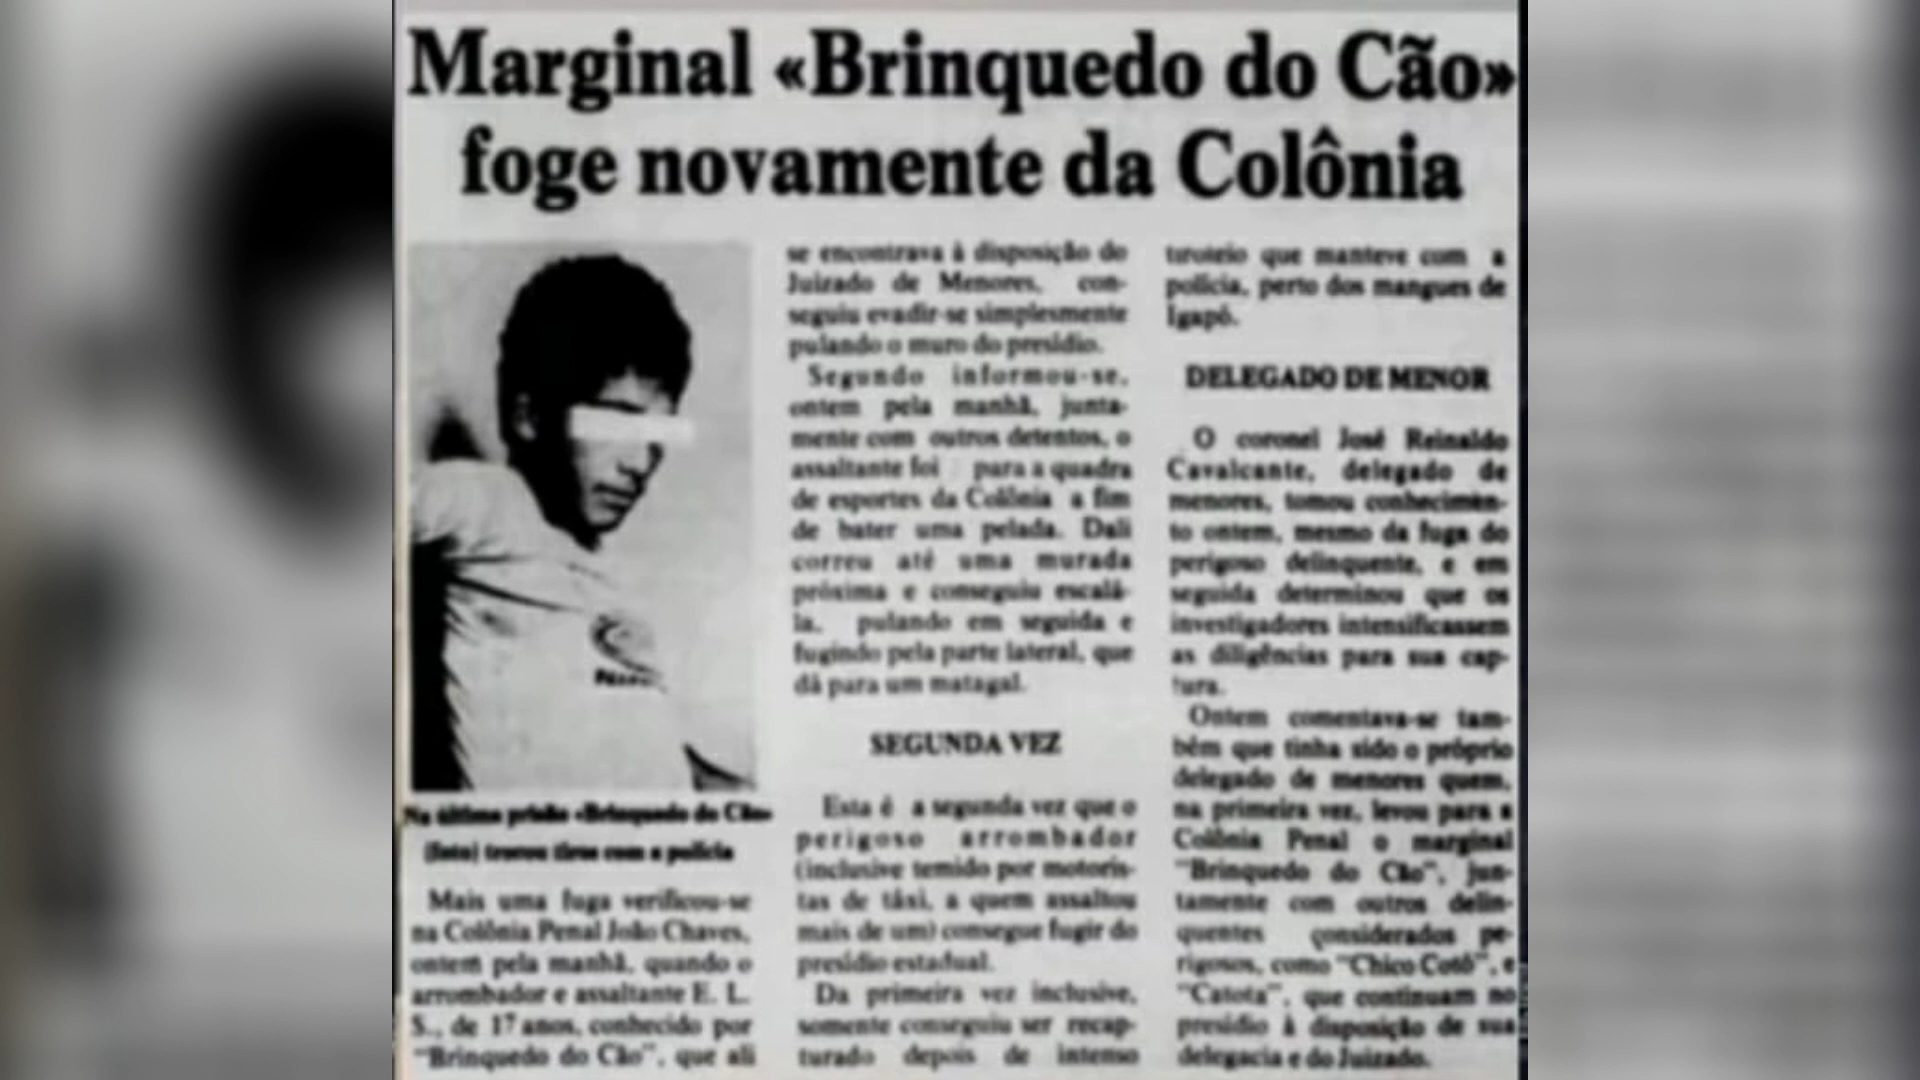 Marginal «Brinquedo do Cão»
foge novamente da Colônia
Na última prisão «Brinquedo do Cão»
(foto) trocou tiros com a polícia
Mais uma fuga verificou-se
na Colônia Penal João Chaves,
ontem pela manhã, quando o
arrombador e assaltante E. L.
S., de 17 anos, conhecido por
"Brinquedo do Cão", que ali
se encontrava à disposição do
Juizado de Menores, con-
seguiu evadir-se simplesmente
pulando o muro do presídio.
Segundo informou-se,
ontem pela manhã, junta-
mente com outros detentos, o
assaltante foi para a quadra
de esportes da Colônia a fim
de bater uma pelada. Dali
correu até uma murada
próxima e conseguiu escalá-
la, pulando em seguida e
fugindo pela parte lateral, que
dá para um matagal.
SEGUNDA VEZ
Esta é a segunda vez que o
perigoso arrombador
(inclusive temido por motoris-
tas de táxi, a quem assaltou
mais de um) consegue fugir do
presídio estadual.
Da primeira vez inclusive,
somente conseguiu ser recap-
turado depois de intenso
tiroteio que manteve com a
polícia, perto dos mangues de
Igapó.
DELEGADO DE MENOR
O coronel José Reinaldo
Cavalcante, delegado de
menores, tomou conhecimen-
to ontem, mesmo da fuga do
perigoso delinquente, e em
seguida determinou que os
investigadores intensificassem
as diligências para sua cap-
tura.
Ontem comentava-se tam-
bém que tinha sido o próprio
delegado de menores quem,
na primeira vez, levou para a
Colônia Penal o marginal
"Brinquedo do Cão", jun-
tamente com outros delin-
quentes considerados pe-
rigosos, como "Chico Cotó", e
"Catota", que continuam no
presídio à disposição de sua
delegacia e do Juizado.